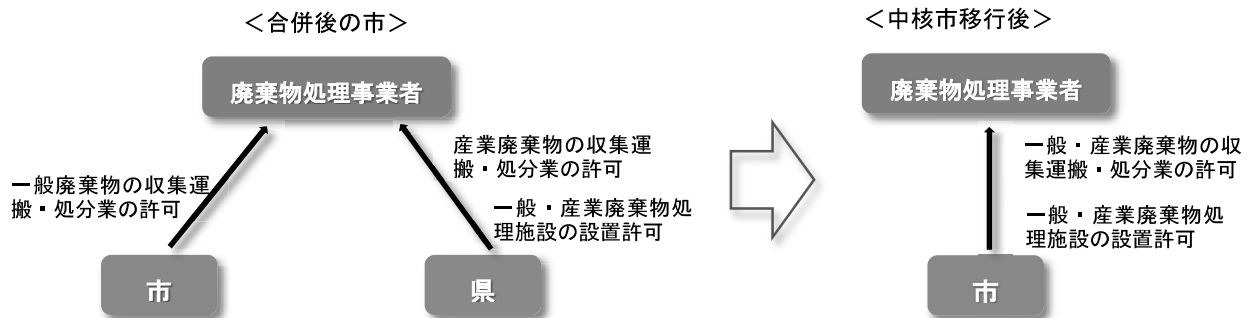 ＜合併後の市＞
廃棄物処理事業者
一般廃棄物の収集運
搬・処分業の許可
産業廃棄物の収集運
搬・処分業の許可
一般・産業廃棄物処
理施設の設置許可
市
県
＜中核市移行後＞
廃棄物処理事業者
一般・産業廃棄物の収
集運搬・処分業の許可
一般・産業廃棄物処
理施設の設置許可
市